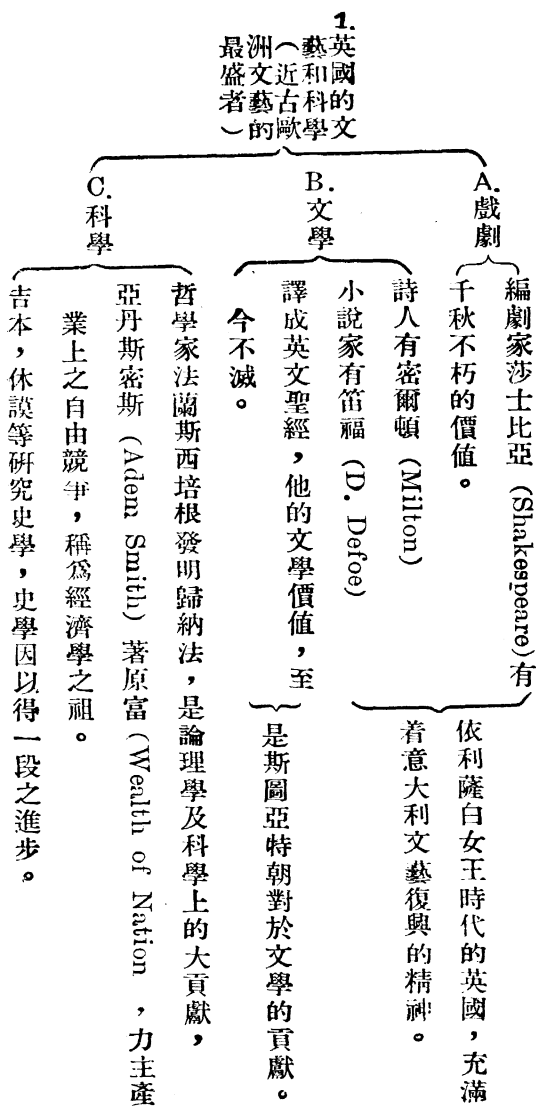 1.英國的文
藝和科學
(近古歐
洲文藝的
最盛者)
A.戲劇
編劇家莎士比亞 (Shakespeare) 有
千秋不朽的價值。
B.文學
詩人有密爾頓 (Milton)
小說家有笛福 (D. Defoe)
依利薩白女王時代的英國,充滿
着意大利文藝復興的精神。
譯成英文聖經,他的文學價值,至
今不滅。
是斯圖亞特朝對於文學的貢獻。
C.科學
哲學家法蘭斯西培根發明歸納法,是論理學及科學上的大貢獻,
亞丹斯密斯 (Adem Smith) 著原富 (Wealth of Nation ,力主產
業上之自由競爭,稱爲經濟學之祖。
吉本,休謨等研究史學,史學因以得一段之進步。